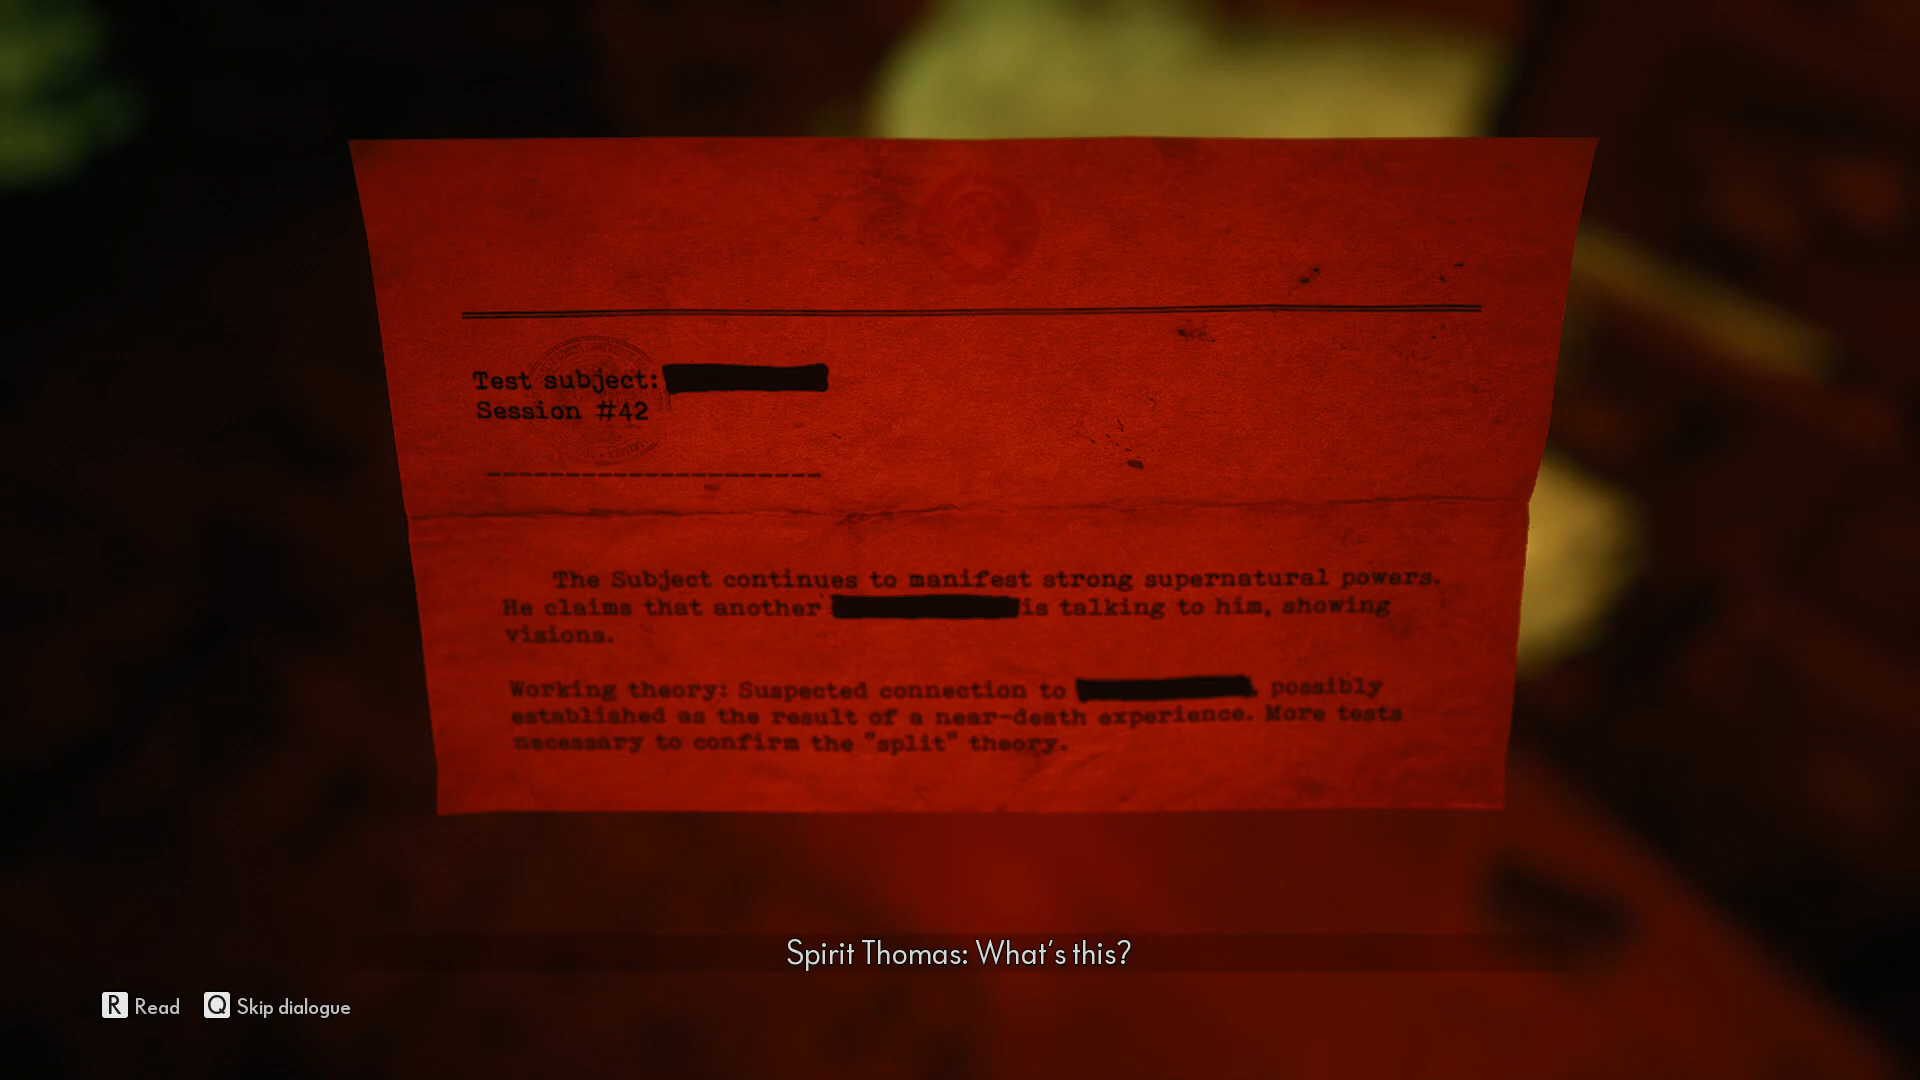 Test subject:
Session #42
The Subject continues to manifest strong supernatural powers.
He claims that another is talking to him, showing
visions.
Working theory: Suspected connection to , possibly
established as the result of a near-death experience. More tests
necessary to confirm the "split" theory.
Spirit Thomas: What's this?
R Read Q Skip dialogue